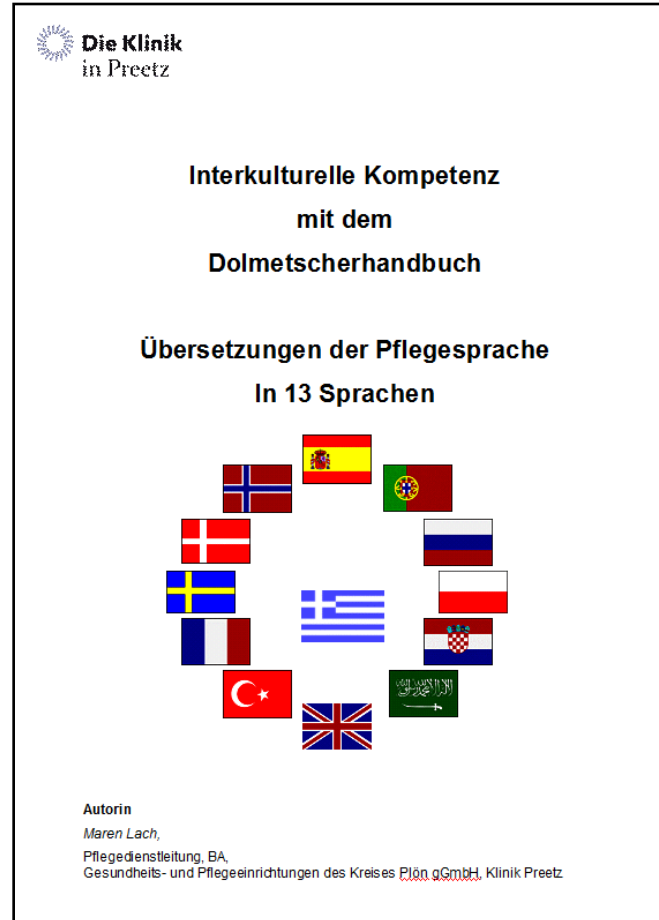 Die Klinik
in Preetz
Interkulturelle Kompetenz
mit dem
Dolmetscherhandbuch
Übersetzungen der Pflegesprache
In 13 Sprachen
Autorin
Maren Lach,
Pflegedienstleitung, BA,
Gesundheits- und Pflegeeinrichtungen des Kreises Plön gGmbH, Klinik Preetz